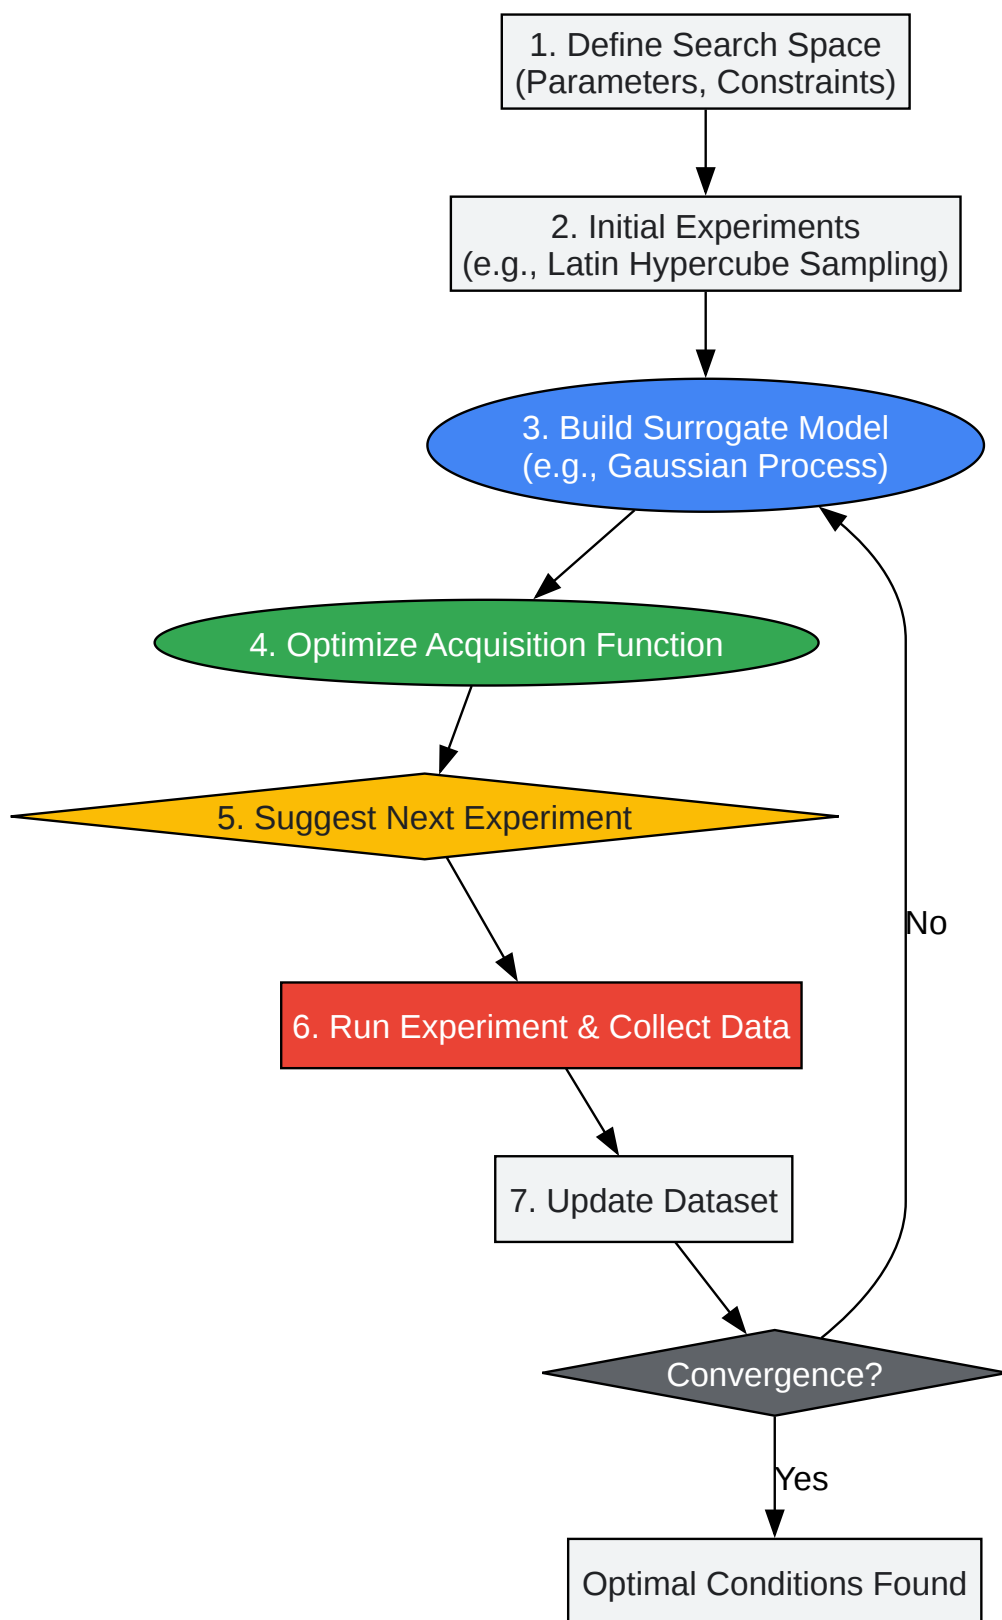 1. Define Search Space
(Parameters, Constraints)
2. Initial Experiments
(e.g., Latin Hypercube Sampling)
3. Build Surrogate Model
(e.g., Gaussian Process)
4. Optimize Acquisition Function
5. Suggest Next Experiment
No
6. Run Experiment & Collect Data
7. Update Dataset
Convergence?
Yes
Optimal Conditions Found